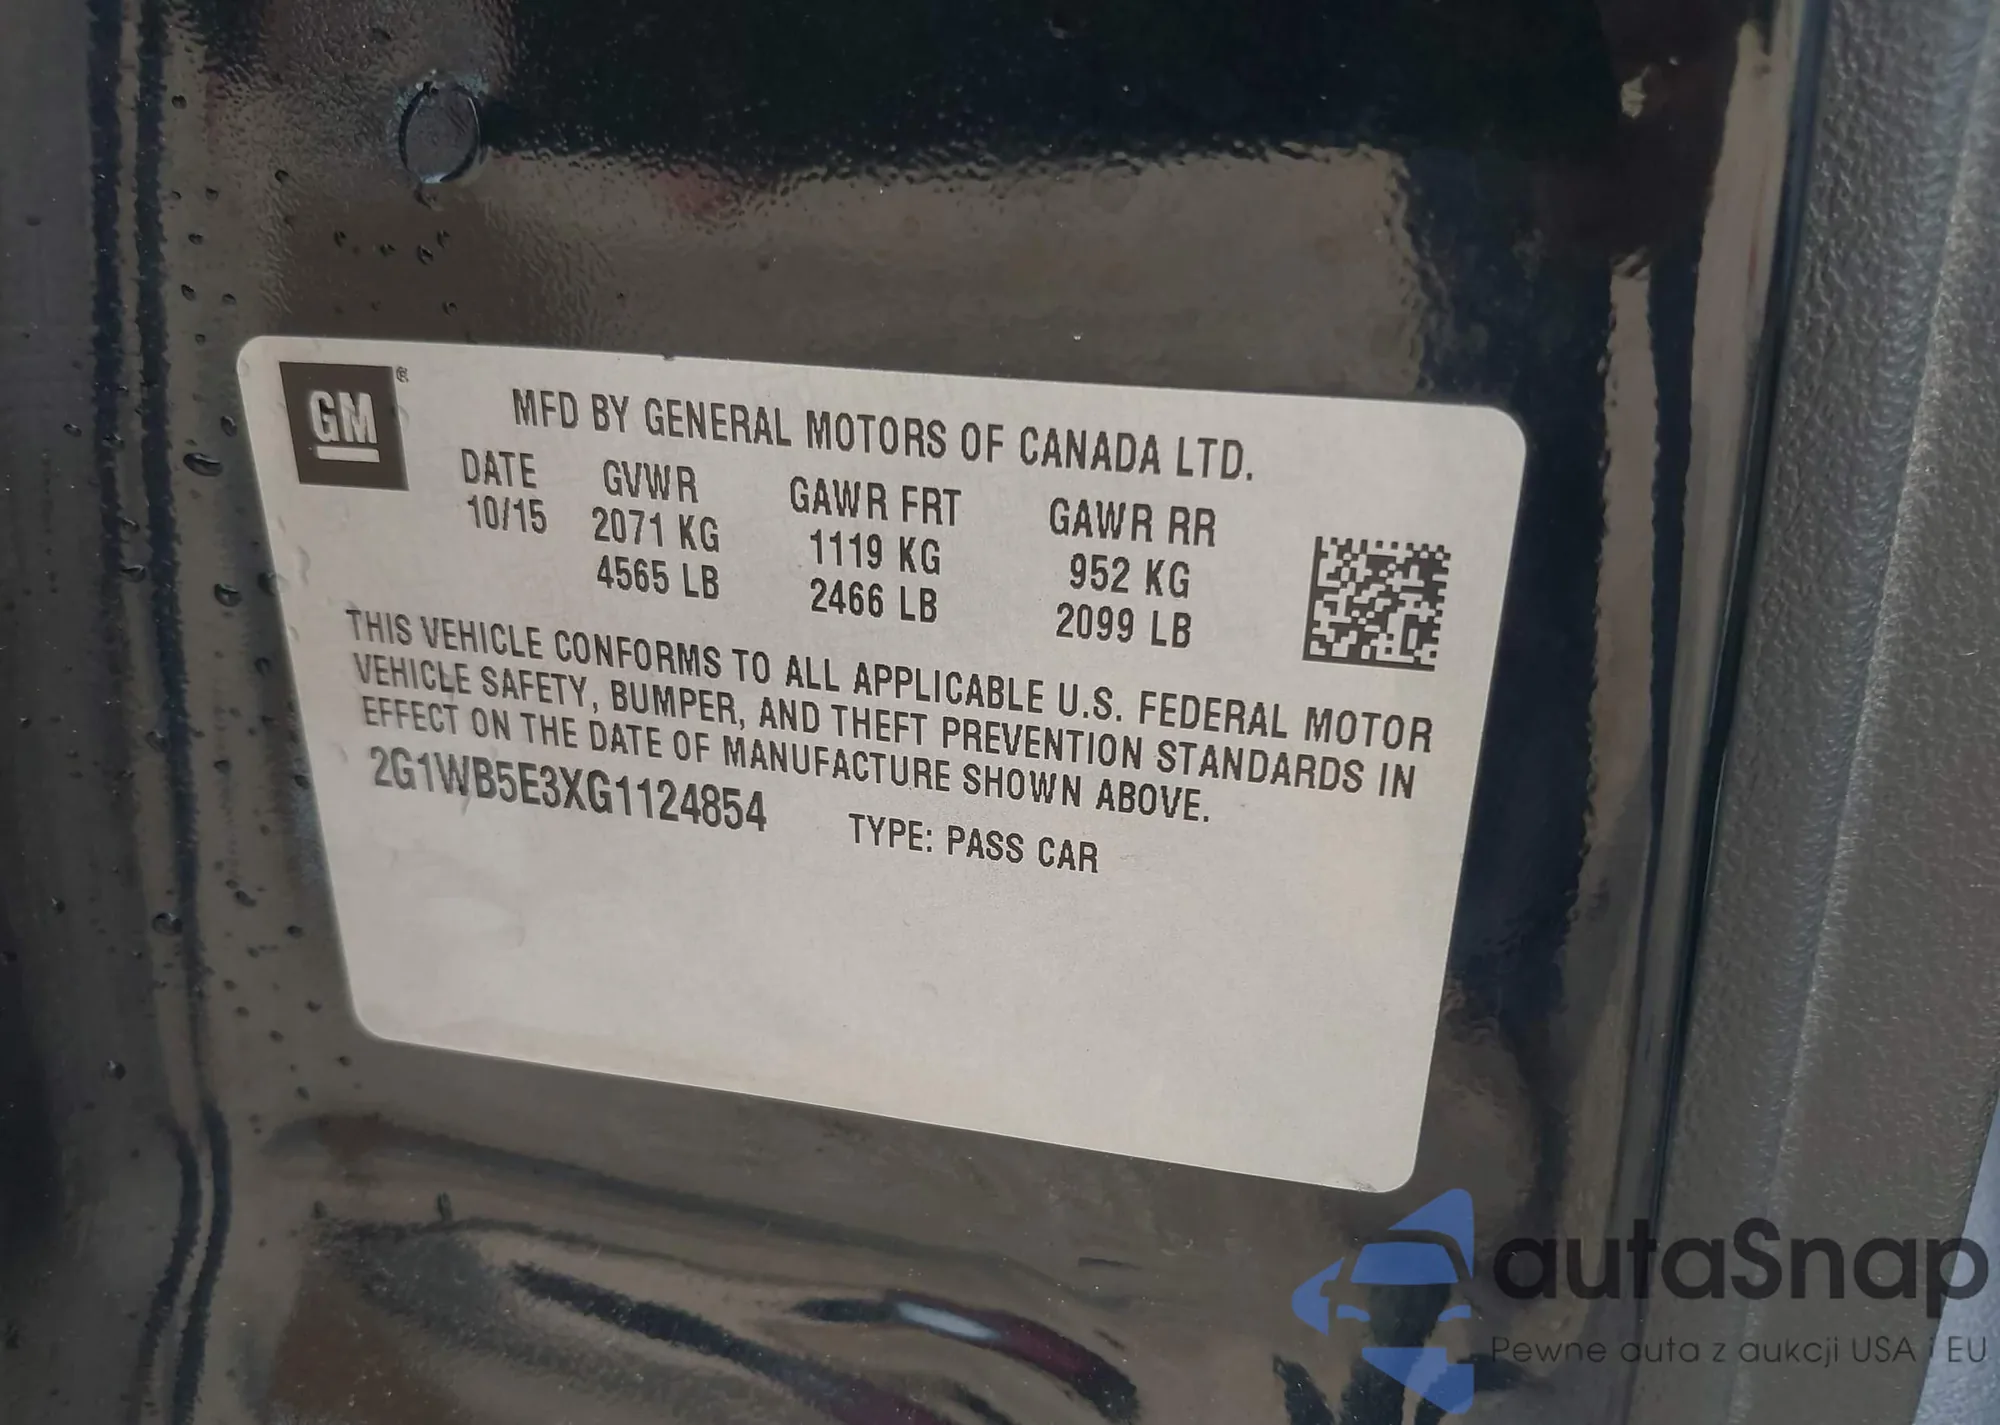 GM
MFD BY GENERAL MOTORS OF CANADA LTD.
DATE GVWR GAWR FRT GAWR RR
10/15 2071 KG 1119 KG 952 KG
4565 LB 2466 LB 2099 LB
THIS VEHICLE CONFORMS TO ALL APPLICABLE U.S. FEDERAL MOTOR
VEHICLE SAFETY, BUMPER, AND THEFT PREVENTION STANDARDS IN
EFFECT ON THE DATE OF MANUFACTURE SHOWN ABOVE.
2G1WB5E3XG1124854 TYPE: PASS CAR
autaSnap
Pewne auta z aukcji USA i EU